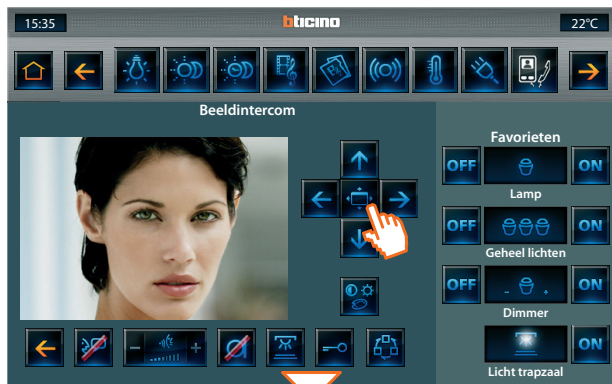 15:35
bticino
22°C
Beeldintercom
Favorieten
OFF
ON
Lamp
OFF
ON
Geheel lichten
OFF
- +
ON
Dimmer
ON
Licht trapzaal
- +